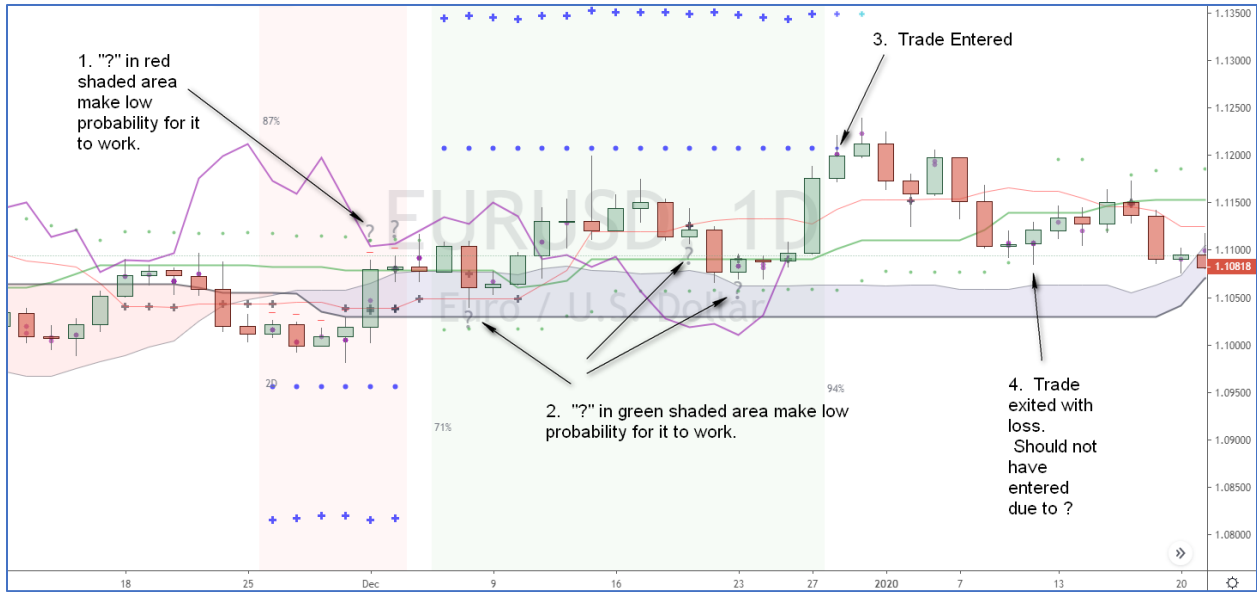 1. "?" in red
shaded area
make low
probability for it
to work.
3. Trade Entered
87%
EURUSD, 1D
Euro / U.S. Dollar
? ?
?
?
?
2D
71%
94%
2. "?" in green shaded area make low
probability for it to work.
4. Trade
exited with
loss.
Should not
have
entered
due to ?
1.13500
1.13000
1.12500
1.12000
1.11500
1.11000
1.10818
1.10500
1.10000
1.09500
1.09000
1.08500
1.08000
18 25 Dec 9 16 23 27 2020 7 13 20